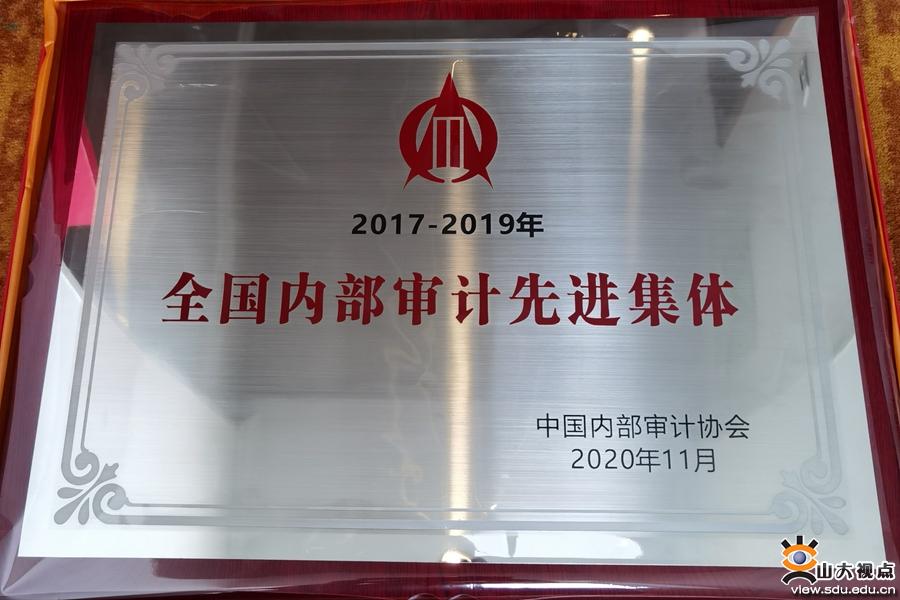 2017-2019年
全国内部审计先进集体
中国内部审计协会
2020年11月
山大视点
view.sdu.edu.cn